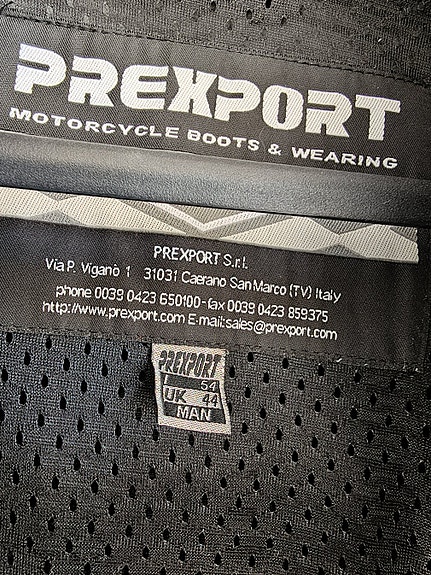 PREXPORT
MOTORCYCLE BOOTS & WEARING
PREXPORT S.r.l.
Via P. Viganò 1 31031 Caerano San Marco (TV) Italy
phone 0039 0423 650100-fax 0039 0423 859375
http://www.prexport.com E-mail:sales@prexport.com
PREXPORT
I 54
UK 44
MAN